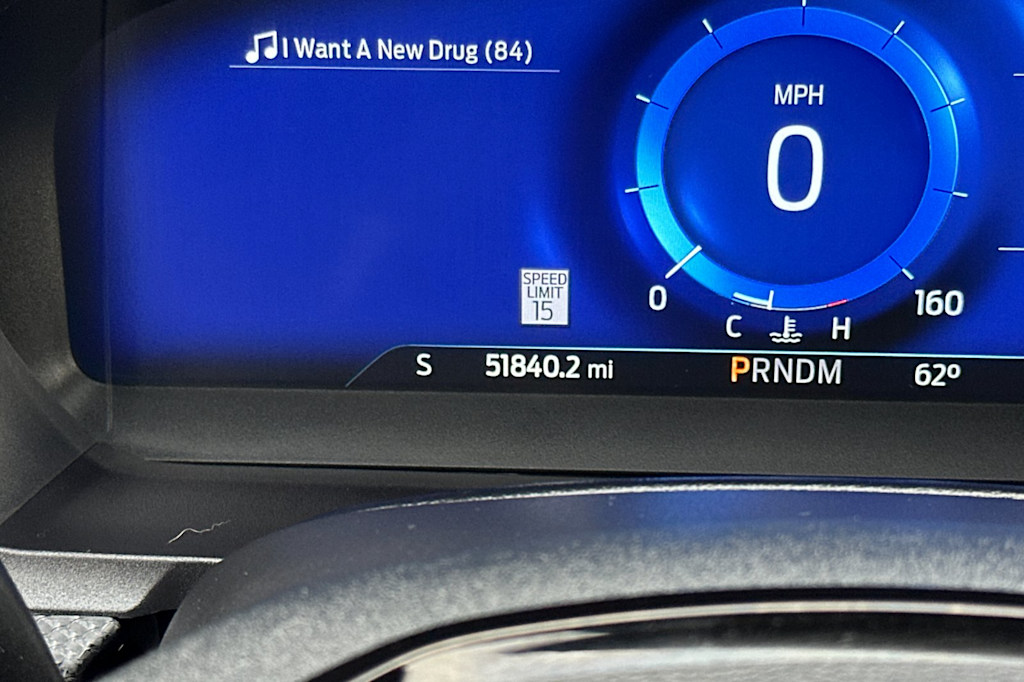 I Want A New Drug (84)
MPH
0
SPEED
LIMIT
15
0
160
C
H
S
51840.2 mi
PRNDM
62°